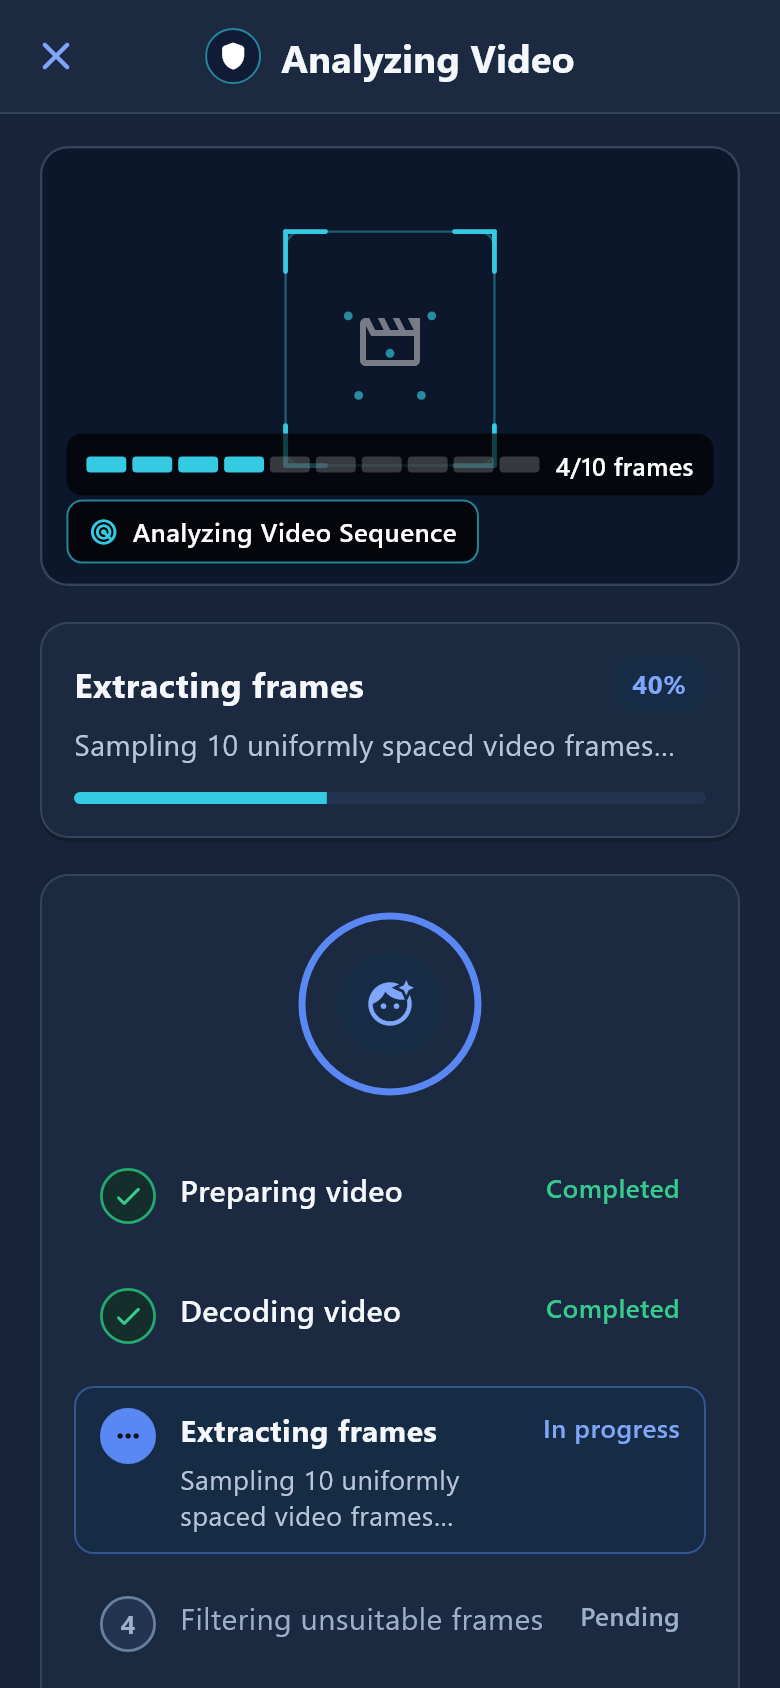 Analyzing Video
4/10 frames
Analyzing Video Sequence
Extracting frames
40%
Sampling 10 uniformly spaced video frames...
Preparing video
Completed
Decoding video
Completed
Extracting frames
In progress
Sampling 10 uniformly
spaced video frames...
4
Filtering unsuitable frames
Pending